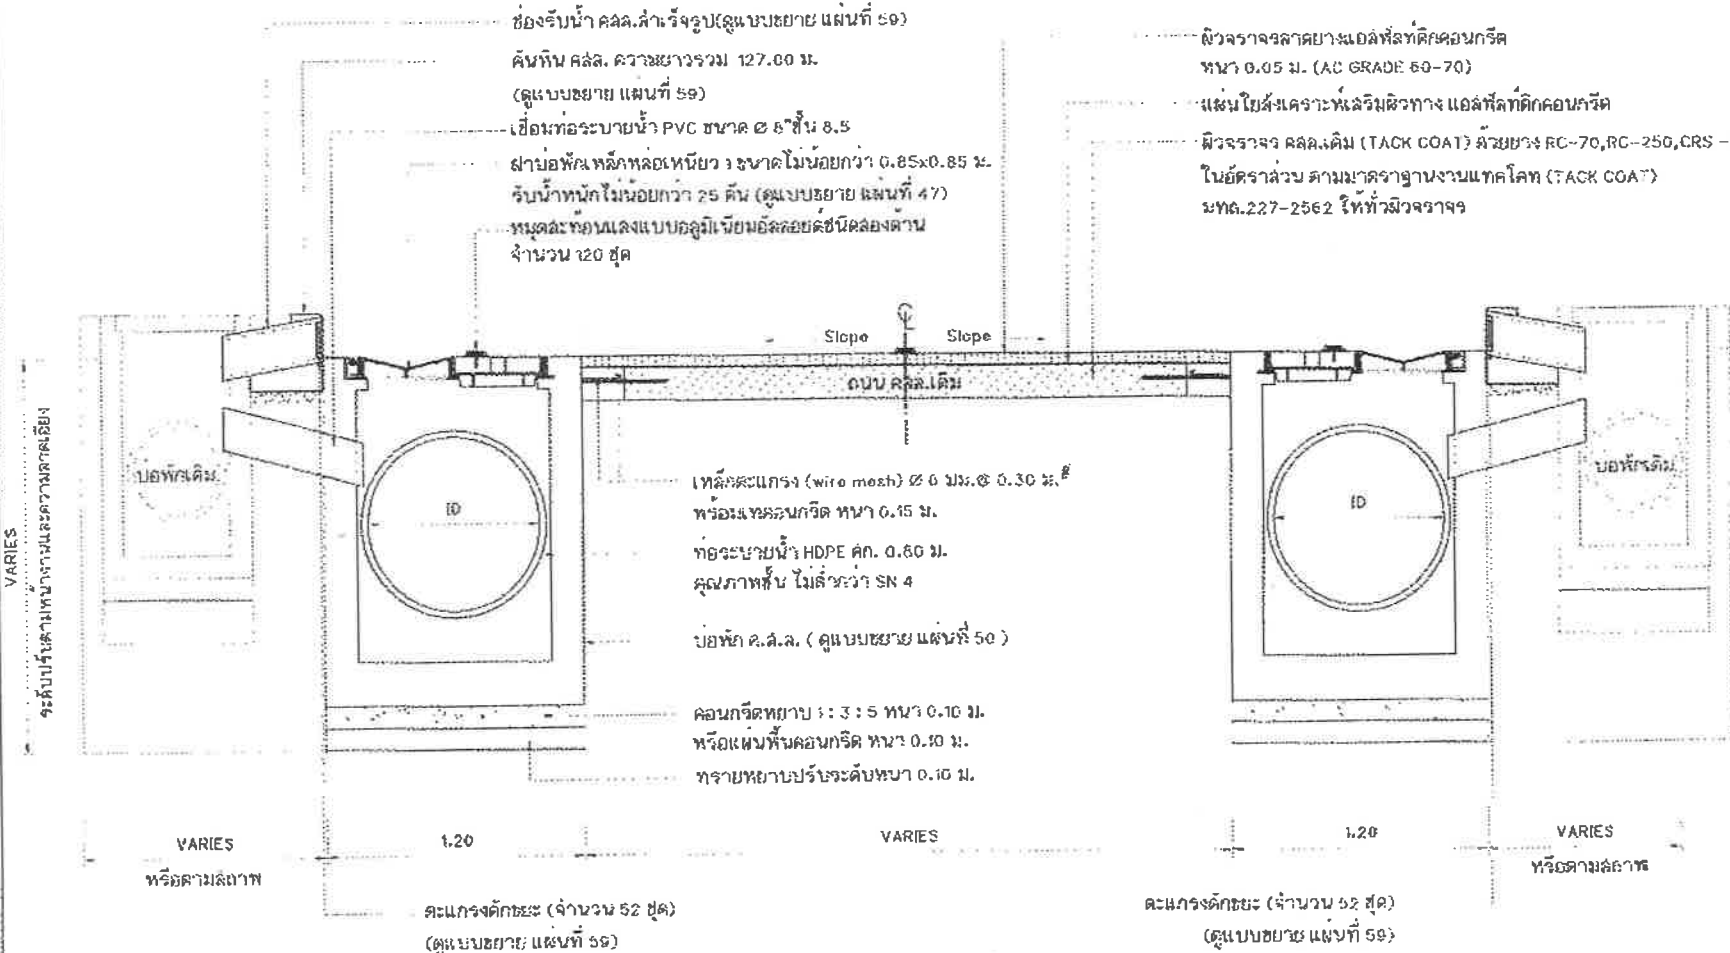 ช่องรับน้ำ คสล.สำเร็จรูป(ดูแบบขยาย แผ่นที่ 59)
คันหิน คสล. ความยาวรวม 127.00 ม.
(ดูแบบขยาย แผ่นที่ 59)
เชื่อมท่อระบายน้ำ PVC ขนาด Ø 8"ชั้น 8.5
ฝาบ่อพักเหล็กหล่อเหนียว ขนาดไม่น้อยกว่า 0.85x0.85 ม.
รับน้ำหนักไม่น้อยกว่า 25 ตัน (ดูแบบขยาย แผ่นที่ 47)
หมุดสะท้อนแสงแบบอลูมิเนียมอัลลอยด์ชนิดสองด้าน
จำนวน 120 ชุด
ผิวจราจรลาดยางแอสฟัลท์ติกคอนกรีต
หนา 0.05 ม. (AC GRADE 60-70)
แผ่นใยสังเคราะห์เสริมผิวทาง แอสฟัลท์ติกคอนกรีต
ผิวจราจร คสล.เดิม (TACK COAT) ด้วยยาง RC-70,RC-250,CRS -
ในอัตราส่วน ตามมาตราฐานงานแทคโคท (TACK COAT)
มทถ.227-2562 ให้ทั่วผิวจราจร
Slope
Slope
ถนน คสล.เดิม
บ่อพักเดิม
ID
ID
บ่อพักเดิม
VARIES
ระดับปรับตามหน้างานและความลาดเอียง
เหล็กตะแกรง (wire mesh) Ø 6 มม.@ 0.30 ม.#
พร้อมเทคอนกรีต หนา 0.15 ม.
ท่อระบายน้ำ HDPE ศก. 0.80 ม.
คุณภาพชั้น ไม่ต่ำกว่า SN 4
บ่อพัก ค.ส.ล. ( ดูแบบขยาย แผ่นที่ 50 )
คอนกรีตหยาบ 1 : 3 : 5 หนา 0.10 ม.
หรือแผ่นพื้นคอนกรีต หนา 0.10 ม.
ทรายหยาบปรับระดับหนา 0.10 ม.
VARIES
1.20
VARIES
1.20
VARIES
หรือตามสภาพ
หรือตามสภาพ
ตะแกรงดักขยะ (จำนวน 52 ชุด)
(ดูแบบขยาย แผ่นที่ 59)
ตะแกรงดักขยะ (จำนวน 52 ชุด)
(ดูแบบขยาย แผ่นที่ 59)